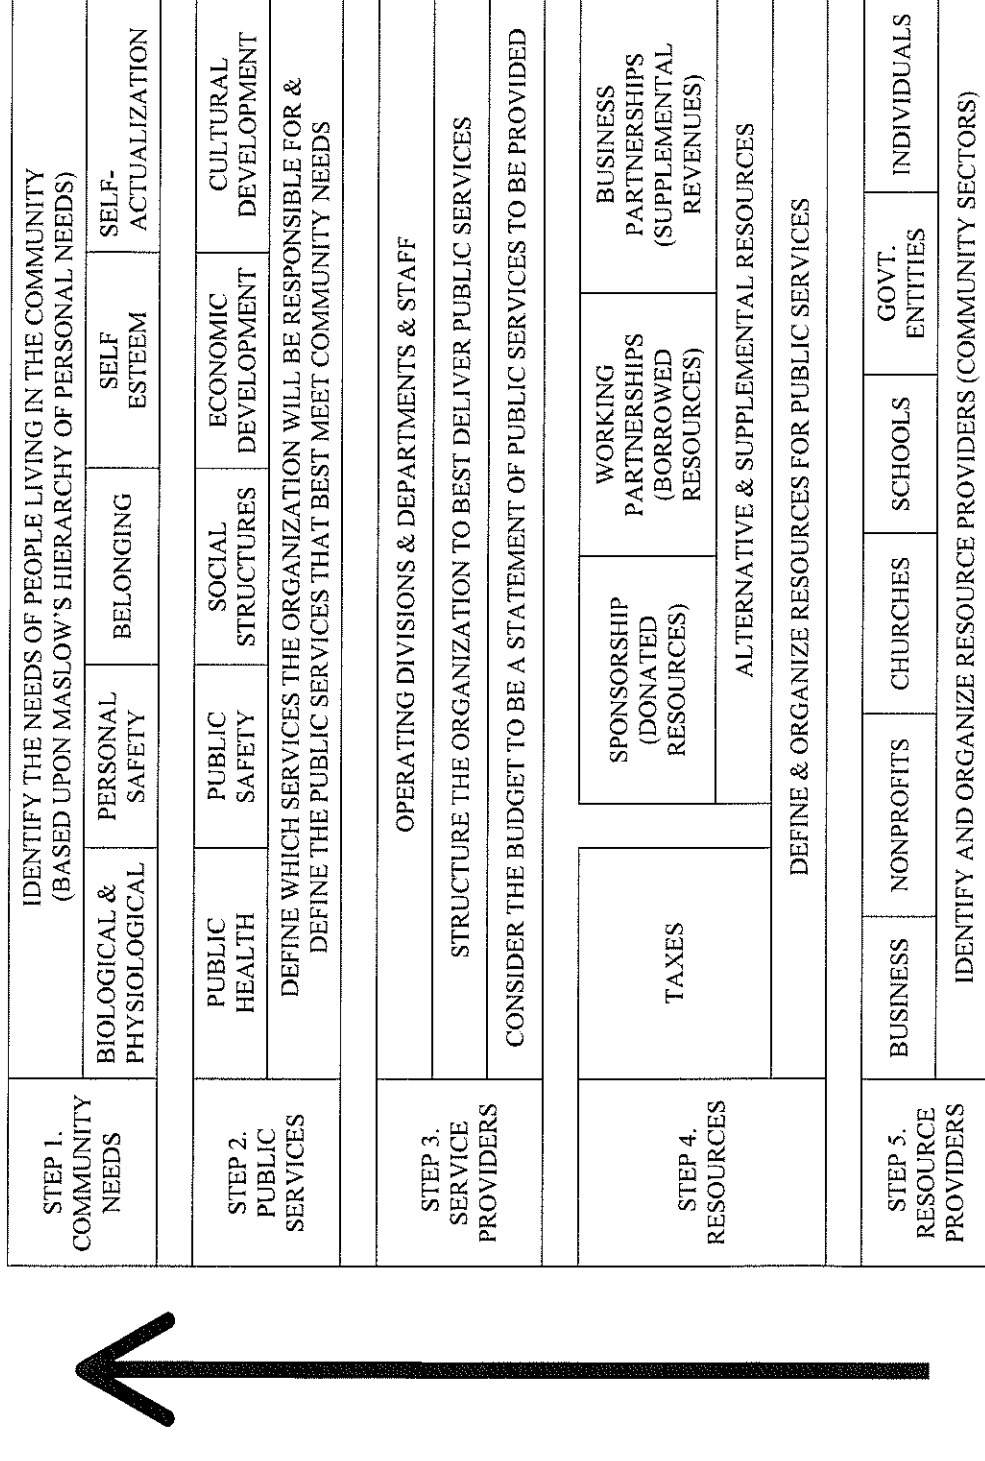 STEP 1.
COMMUNITY
NEEDS
IDENTIFY THE NEEDS OF PEOPLE LIVING IN THE COMMUNITY
(BASED UPON MASLOW'S HIERARCHY OF PERSONAL NEEDS)
BIOLOGICAL &
PHYSIOLOGICAL
PERSONAL
SAFETY
BELONGING
SELF
ESTEEM
SELF-
ACTUALIZATION
STEP 2.
PUBLIC
SERVICES
PUBLIC
HEALTH
PUBLIC
SAFETY
SOCIAL
STRUCTURES
ECONOMIC
DEVELOPMENT
CULTURAL
DEVELOPMENT
DEFINE WHICH SERVICES THE ORGANIZATION WILL BE RESPONSIBLE FOR &
DEFINE THE PUBLIC SERVICES THAT BEST MEET COMMUNITY NEEDS
STEP 3.
SERVICE
PROVIDERS
OPERATING DIVISIONS & DEPARTMENTS & STAFF
STRUCTURE THE ORGANIZATION TO BEST DELIVER PUBLIC SERVICES
CONSIDER THE BUDGET TO BE A STATEMENT OF PUBLIC SERVICES TO BE PROVIDED
STEP 4.
RESOURCES
TAXES
SPONSORSHIP
(DONATED
RESOURCES)
WORKING
PARTNERSHIPS
(BORROWED
RESOURCES)
BUSINESS
PARTNERSHIPS
(SUPPLEMENTAL
REVENUES)
ALTERNATIVE & SUPPLEMENTAL RESOURCES
DEFINE & ORGANIZE RESOURCES FOR PUBLIC SERVICES
STEP 5.
RESOURCE
PROVIDERS
BUSINESS
NONPROFITS
CHURCHES
SCHOOLS
GOVT.
ENTITIES
INDIVIDUALS
IDENTIFY AND ORGANIZE RESOURCE PROVIDERS (COMMUNITY SECTORS)